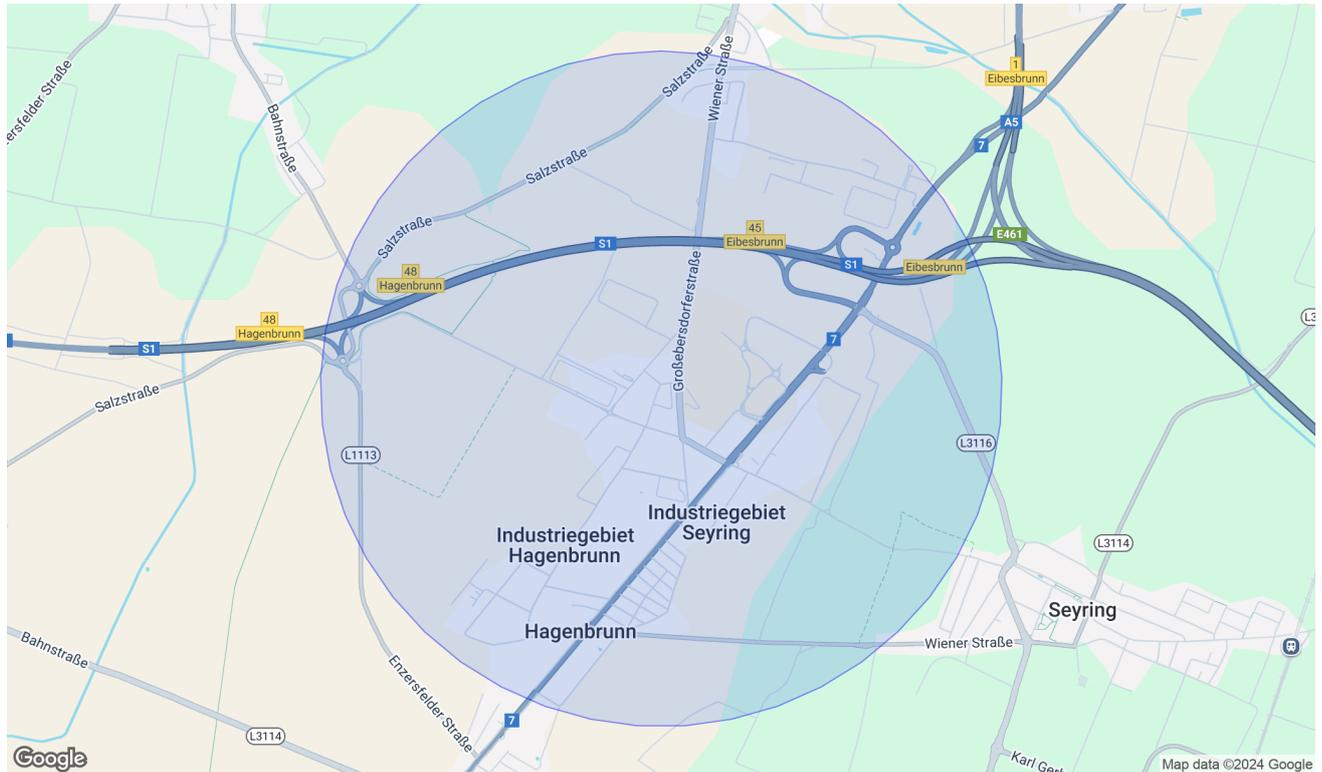 ersfelder Straße
Bahnstraße
Salzstraße
Wiener Straße
1
Eibesbrunn
A5
7
Salzstraße
Salzstraße
45
Eibesbrunn
S1
E461
S1
Eibesbrunn
48
Hagenbrunn
48
Hagenbrunn
L3
S1
7
Großebersdorferstraße
Salzstraße
L1113
L3116
Industriegebiet
Seyring
Industriegebiet
Hagenbrunn
L3114
Seyring
Hagenbrunn
Wiener Straße
Bahnstraße
Enzersfelder Straße
7
L3114
Karl Ger
Google
Map data ©2024 Google